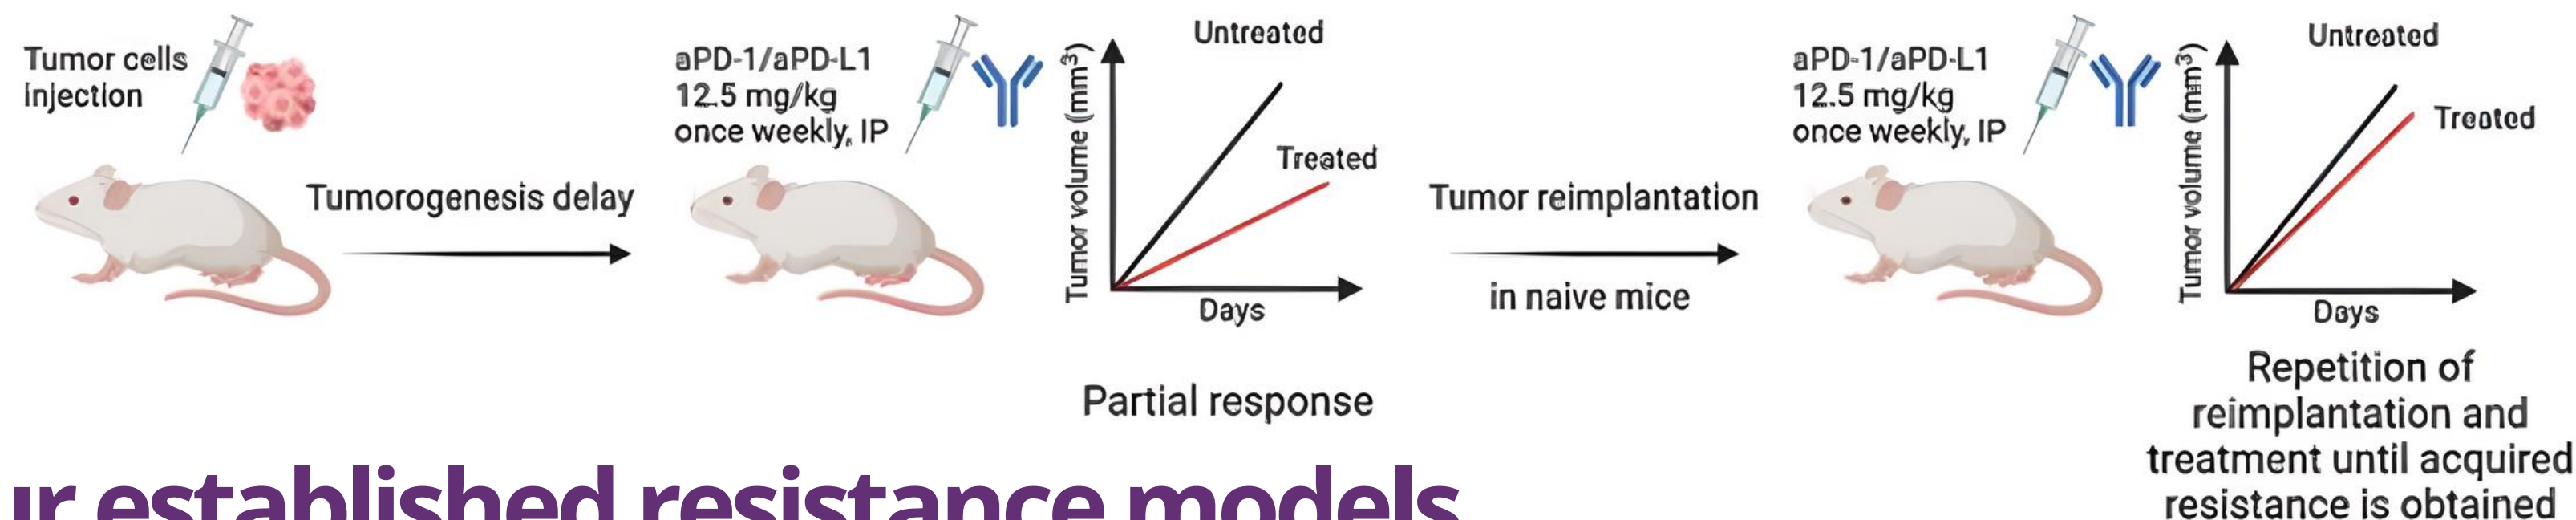 Tumor cells
injection
Tumorogenesis delay
aPD-1/aPD-L1
12.5 mg/kg
once weekly, IP
Tumor volume (mm³)
Untreated
Treated
Days
Partial response
Tumor reimplantation
in naive mice
aPD-1/aPD-L1
12.5 mg/kg
once weekly, IP
Tumor volume (mm³)
Untreated
Treated
Days
Repetition of
reimplantation and
treatment until acquired
resistance is obtained
ur established resistance models